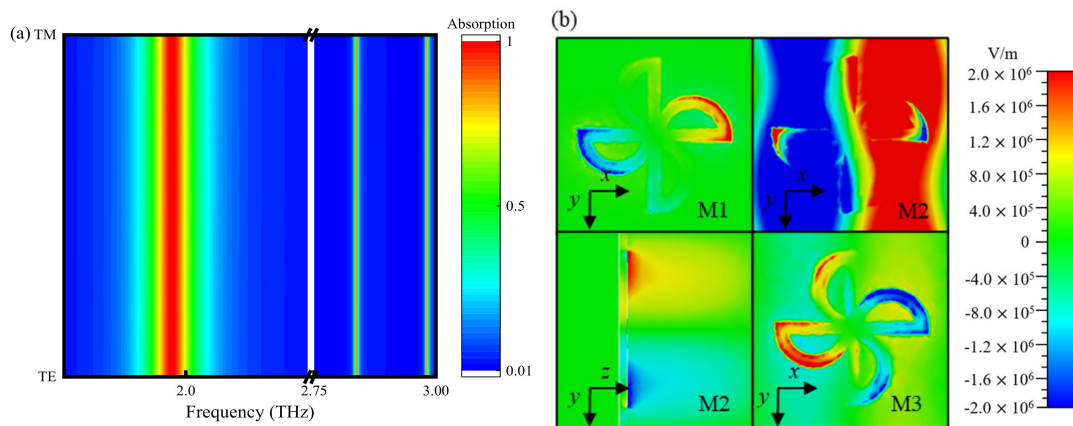 (a)
TM
TE
2.0
2.75
3.00
Frequency (THz)
Absorption
1
0.5
0.01
(b)
x
y
M1
x
y
M2
z
y
M2
x
y
M3
V/m
2.0 × 10⁶
1.6 × 10⁶
1.2 × 10⁶
8.0 × 10⁵
4.0 × 10⁵
0
-4.0 × 10⁵
-8.0 × 10⁵
-1.2 × 10⁶
-1.6 × 10⁶
-2.0 × 10⁶